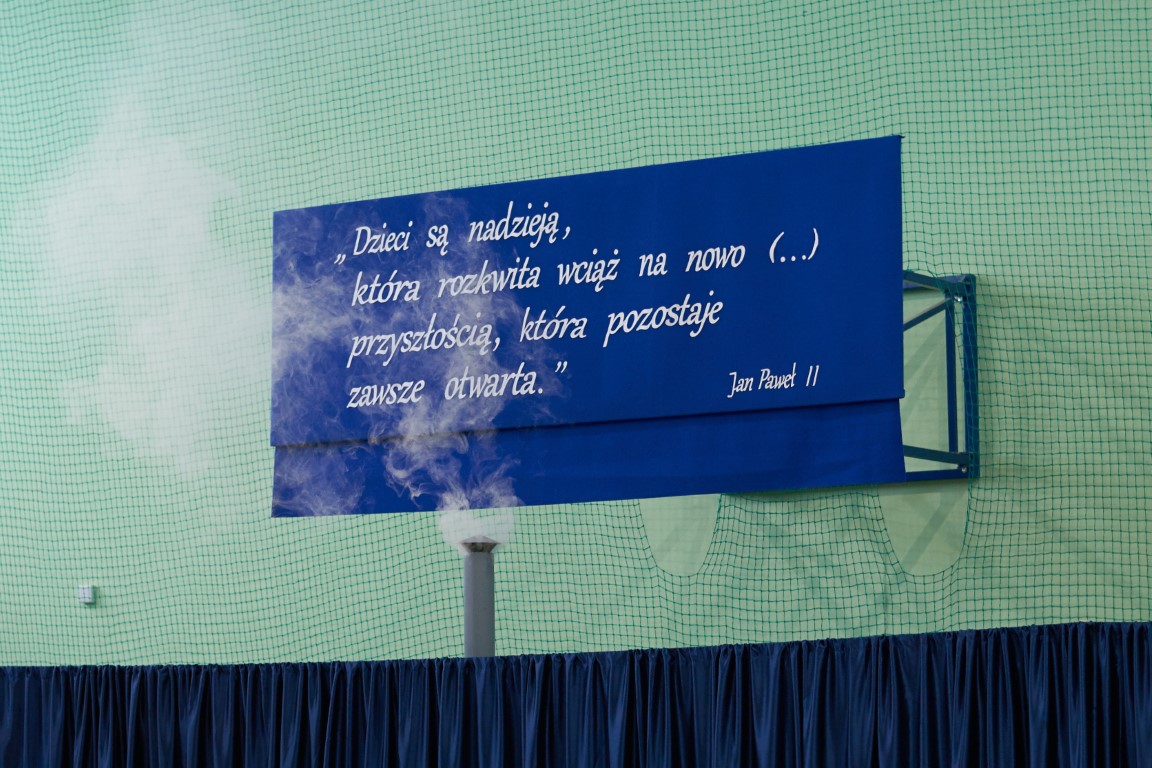 „Dzieci są nadzieją,
która rozkwita wciąż na nowo (...)
przyszłością, która pozostaje
zawsze otwarta.”
Jan Paweł II